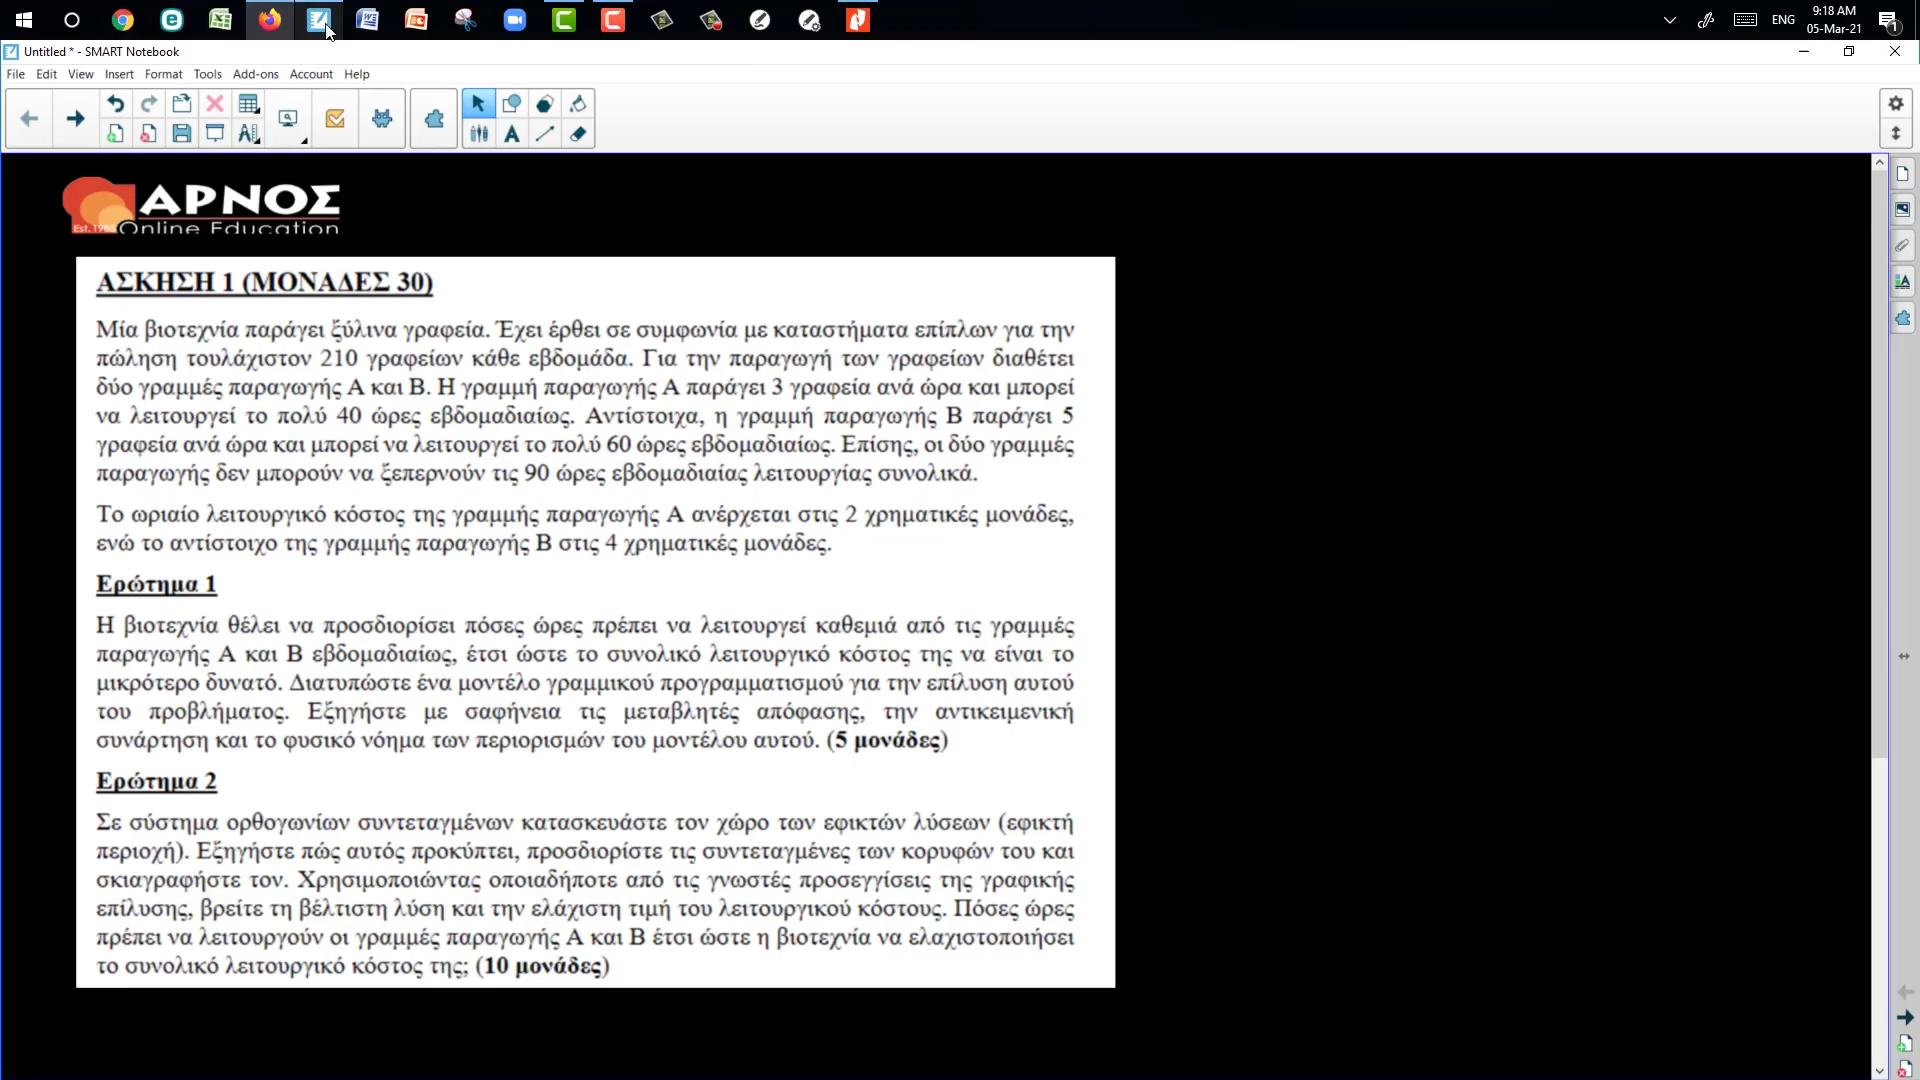 9:18 AM
ENG
05-Mar-21
1
Untitled * - SMART Notebook
File Edit View Insert Format Tools Add-ons Account Help
ΑΡΝΟΣ
Est. 1985 Online Education
ΑΣΚΗΣΗ 1 (ΜΟΝΑΔΕΣ 30)
Μία βιοτεχνία παράγει ξύλινα γραφεία. Έχει έρθει σε συμφωνία με καταστήματα επίπλων για την
πώληση τουλάχιστον 210 γραφείων κάθε εβδομάδα. Για την παραγωγή των γραφείων διαθέτει
δύο γραμμές παραγωγής Α και Β. Η γραμμή παραγωγής Α παράγει 3 γραφεία ανά ώρα και μπορεί
να λειτουργεί το πολύ 40 ώρες εβδομαδιαίως. Αντίστοιχα, η γραμμή παραγωγής Β παράγει 5
γραφεία ανά ώρα και μπορεί να λειτουργεί το πολύ 60 ώρες εβδομαδιαίως. Επίσης, οι δύο γραμμές
παραγωγής δεν μπορούν να ξεπερνούν τις 90 ώρες εβδομαδιαίας λειτουργίας συνολικά.
Το ωριαίο λειτουργικό κόστος της γραμμής παραγωγής Α ανέρχεται στις 2 χρηματικές μονάδες,
ενώ το αντίστοιχο της γραμμής παραγωγής Β στις 4 χρηματικές μονάδες.
Ερώτημα 1
Η βιοτεχνία θέλει να προσδιορίσει πόσες ώρες πρέπει να λειτουργεί καθεμιά από τις γραμμές
παραγωγής Α και Β εβδομαδιαίως, έτσι ώστε το συνολικό λειτουργικό κόστος της να είναι το
μικρότερο δυνατό. Διατυπώστε ένα μοντέλο γραμμικού προγραμματισμού για την επίλυση αυτού
του προβλήματος. Εξηγήστε με σαφήνεια τις μεταβλητές απόφασης, την αντικειμενική
συνάρτηση και το φυσικό νόημα των περιορισμών του μοντέλου αυτού. (5 μονάδες)
Ερώτημα 2
Σε σύστημα ορθογωνίων συντεταγμένων κατασκευάστε τον χώρο των εφικτών λύσεων (εφικτή
περιοχή). Εξηγήστε πώς αυτός προκύπτει, προσδιορίστε τις συντεταγμένες των κορυφών του και
σκιαγραφήστε τον. Χρησιμοποιώντας οποιαδήποτε από τις γνωστές προσεγγίσεις της γραφικής
επίλυσης, βρείτε τη βέλτιστη λύση και την ελάχιστη τιμή του λειτουργικού κόστους. Πόσες ώρες
πρέπει να λειτουργούν οι γραμμές παραγωγής Α και Β έτσι ώστε η βιοτεχνία να ελαχιστοποιήσει
το συνολικό λειτουργικό κόστος της; (10 μονάδες)